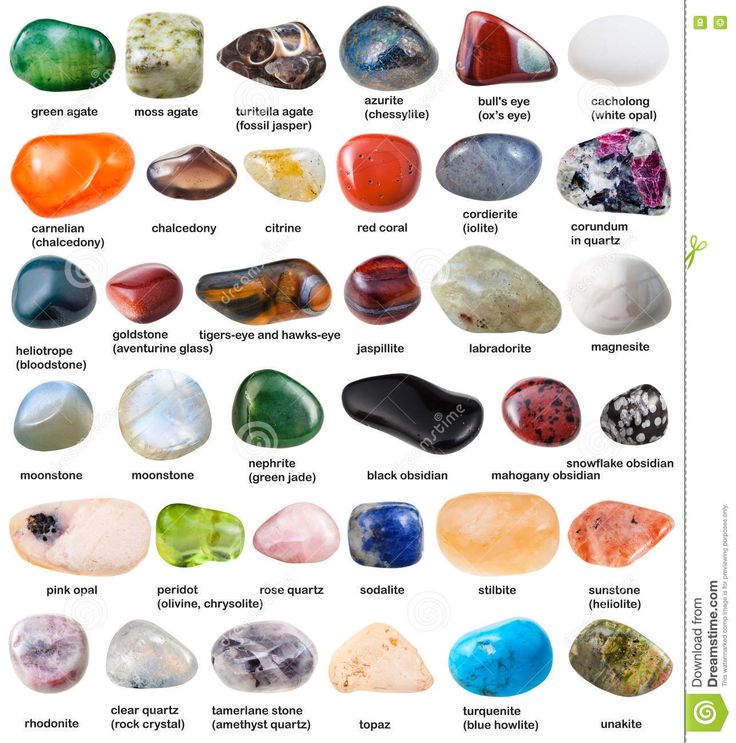 green agate
moss agate
turitella agate
(fossil jasper)
azurite
(chessylite)
bull's eye
(ox's eye)
cacholong
(white opal)
carnelian
(chalcedony)
chalcedony
citrine
red coral
cordierite
(iolite)
corundum
in quartz
heliotrope
(bloodstone)
goldstone
(aventurine glass)
tigers-eye and hawks-eye
jaspillite
labradorite
magnesite
moonstone
moonstone
nephrite
(green jade)
black obsidian
mahogany obsidian
snowflake obsidian
pink opal
peridot
(olivine, chrysolite)
rose quartz
sodalite
stilbite
sunstone
(heliolite)
rhodonite
clear quartz
(rock crystal)
tamerlane stone
(amethyst quartz)
topaz
turquenite
(blue howlite)
unakite
Download from
Dreamstime.com
This watermarked comp image is for previewing purposes only.